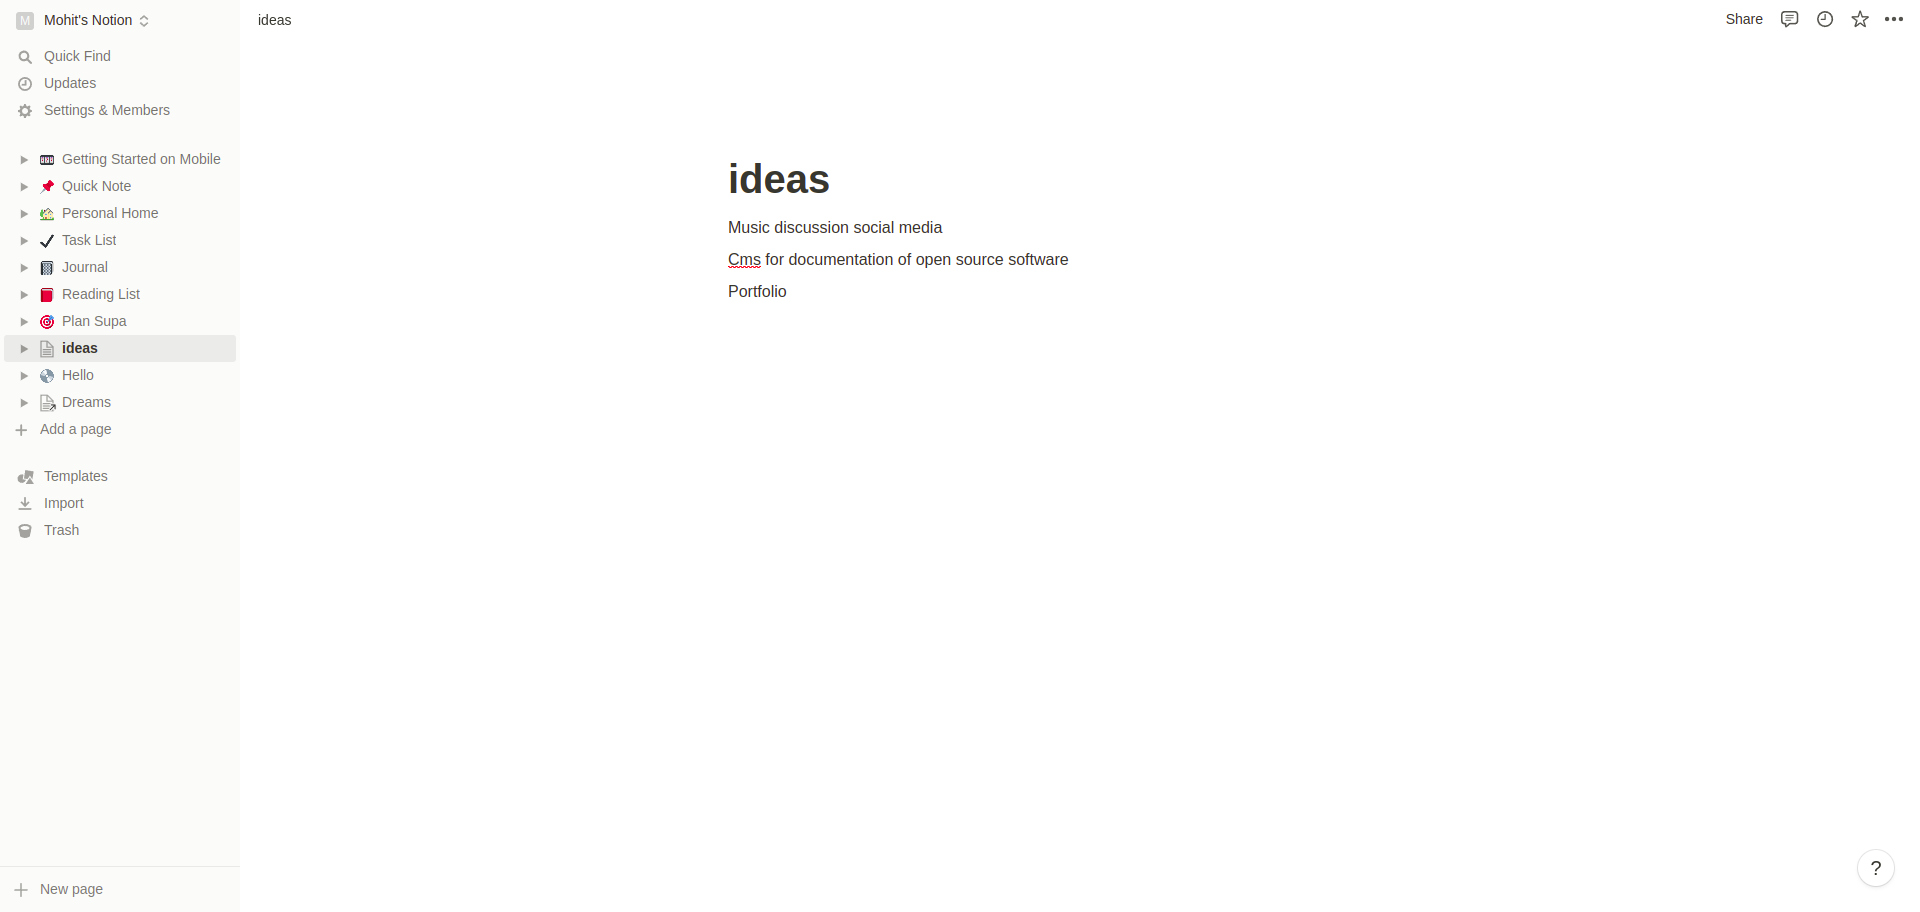 M Mohit's Notion
Quick Find
Updates
Settings & Members
Getting Started on Mobile
Quick Note
Personal Home
Task List
Journal
Reading List
Plan Supa
ideas
Hello
Dreams
Add a page
Templates
Import
Trash
New page
ideas
Share
ideas
Music discussion social media
Cms for documentation of open source software
Portfolio
?